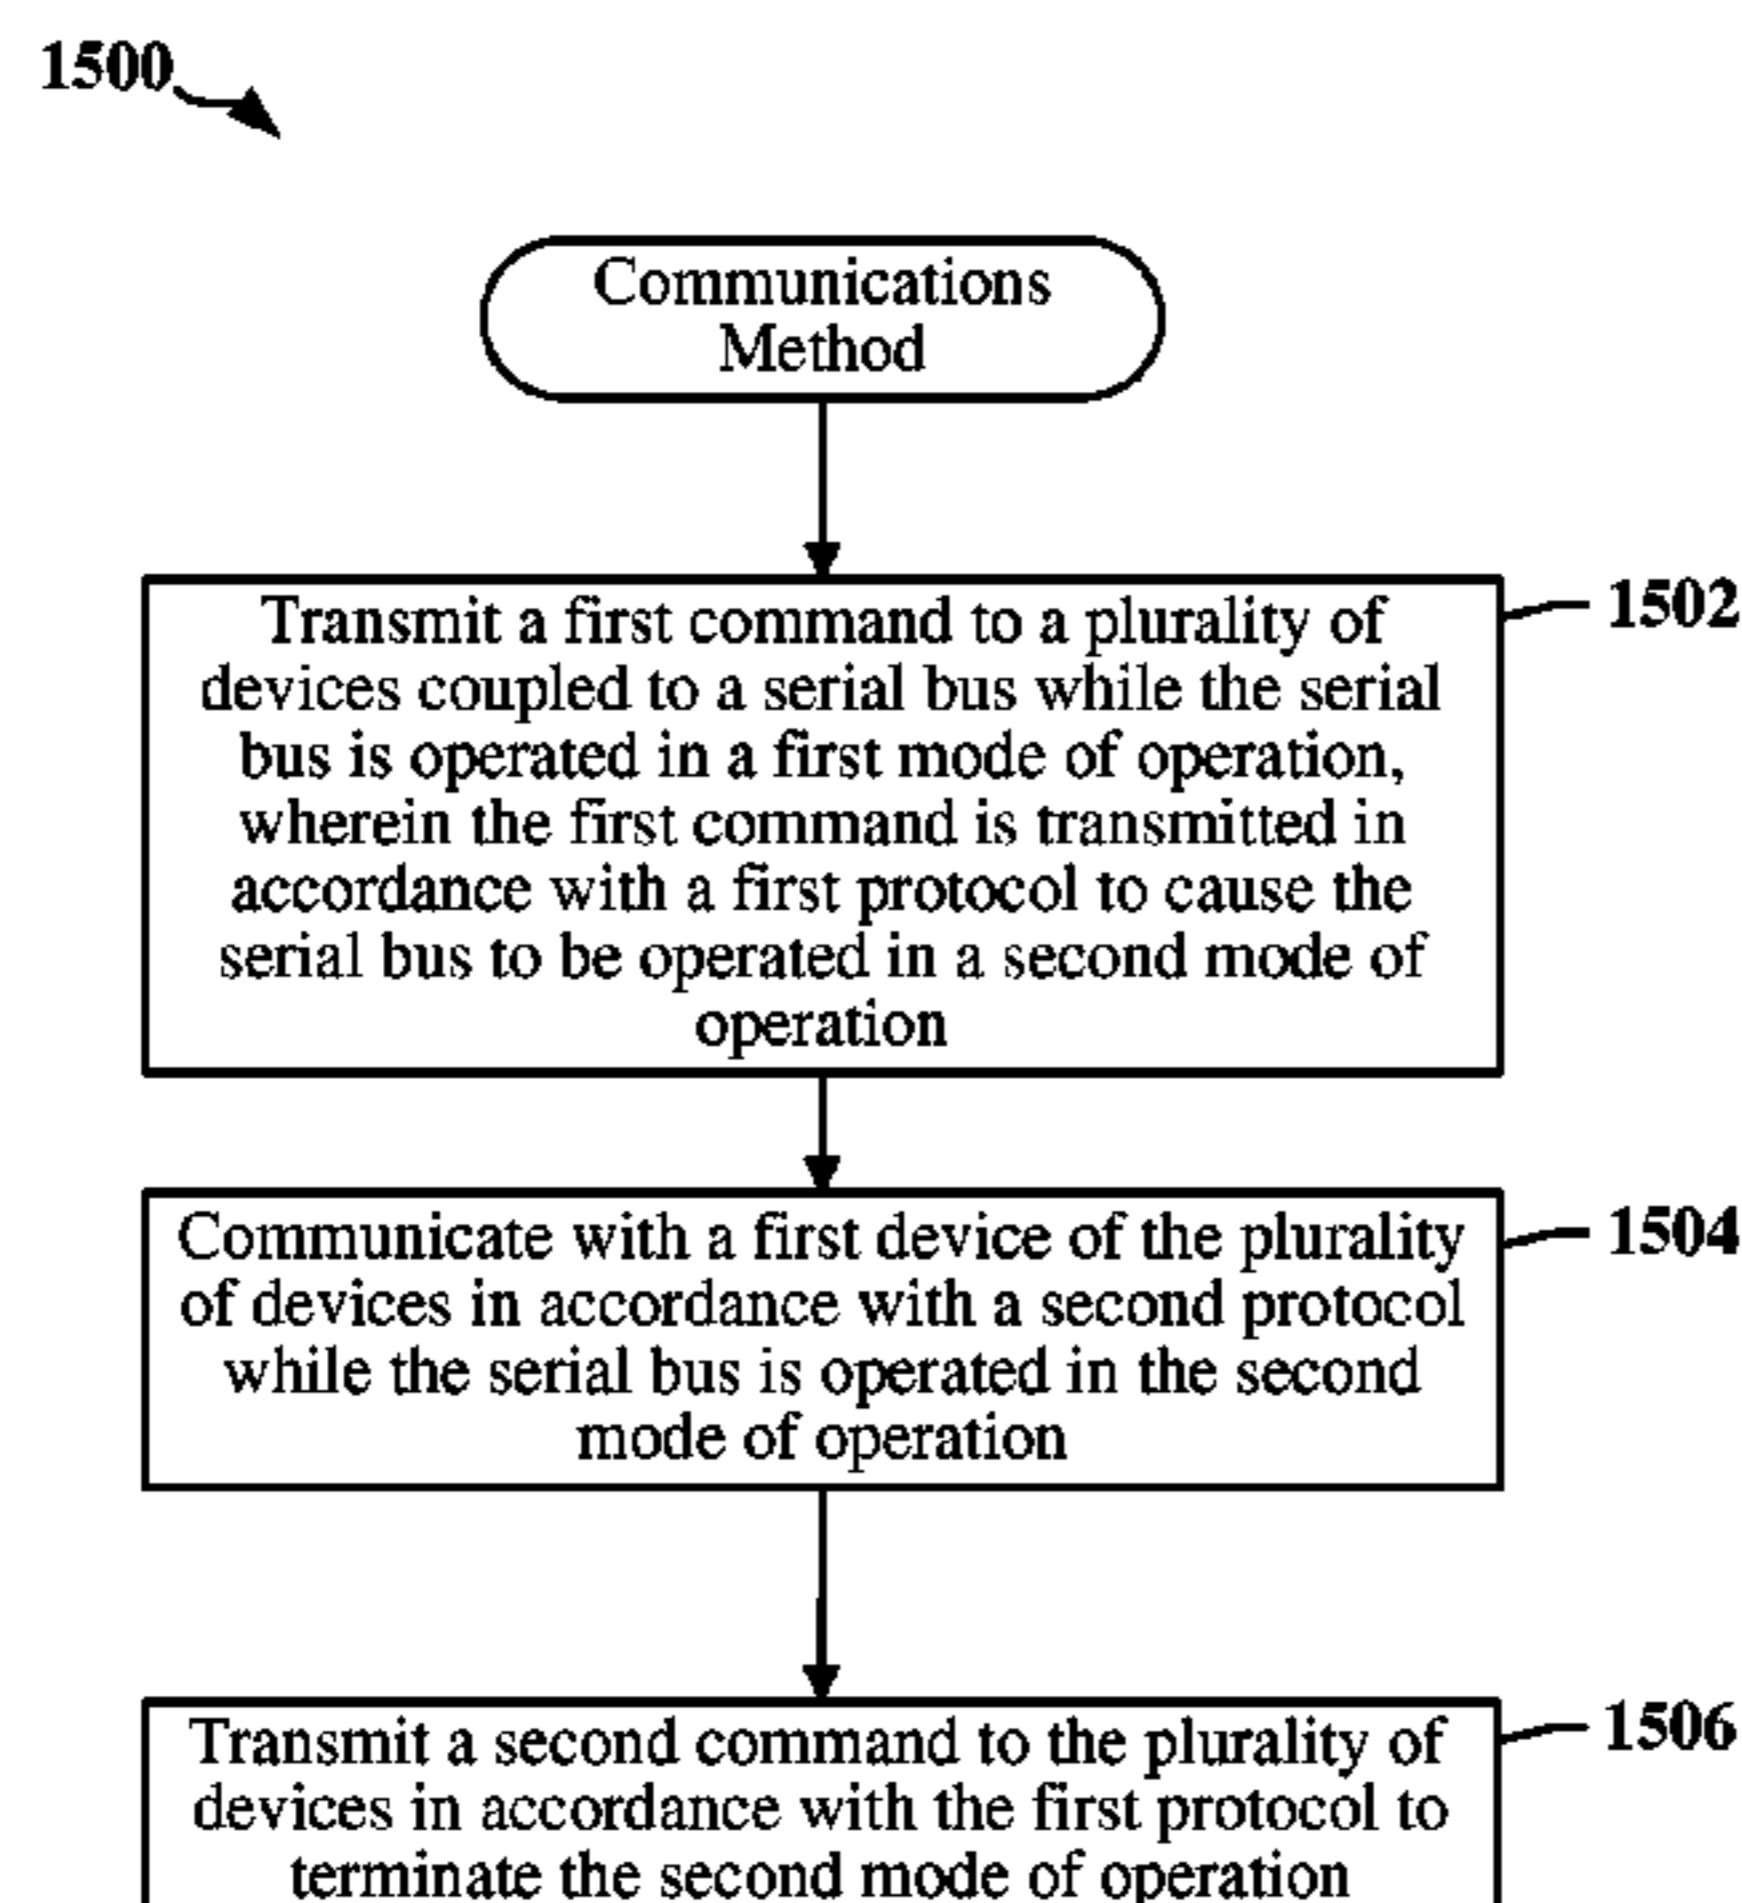 1500
Communications
Method
Transmit a first command to a plurality of
devices coupled to a serial bus while the serial
bus is operated in a first mode of operation,
wherein the first command is transmitted in
accordance with a first protocol to cause the
serial bus to be operated in a second mode of
operation
1502
Communicate with a first device of the plurality
of devices in accordance with a second protocol
while the serial bus is operated in the second
mode of operation
1504
Transmit a second command to the plurality of
devices in accordance with the first protocol to
terminate the second mode of operation
1506